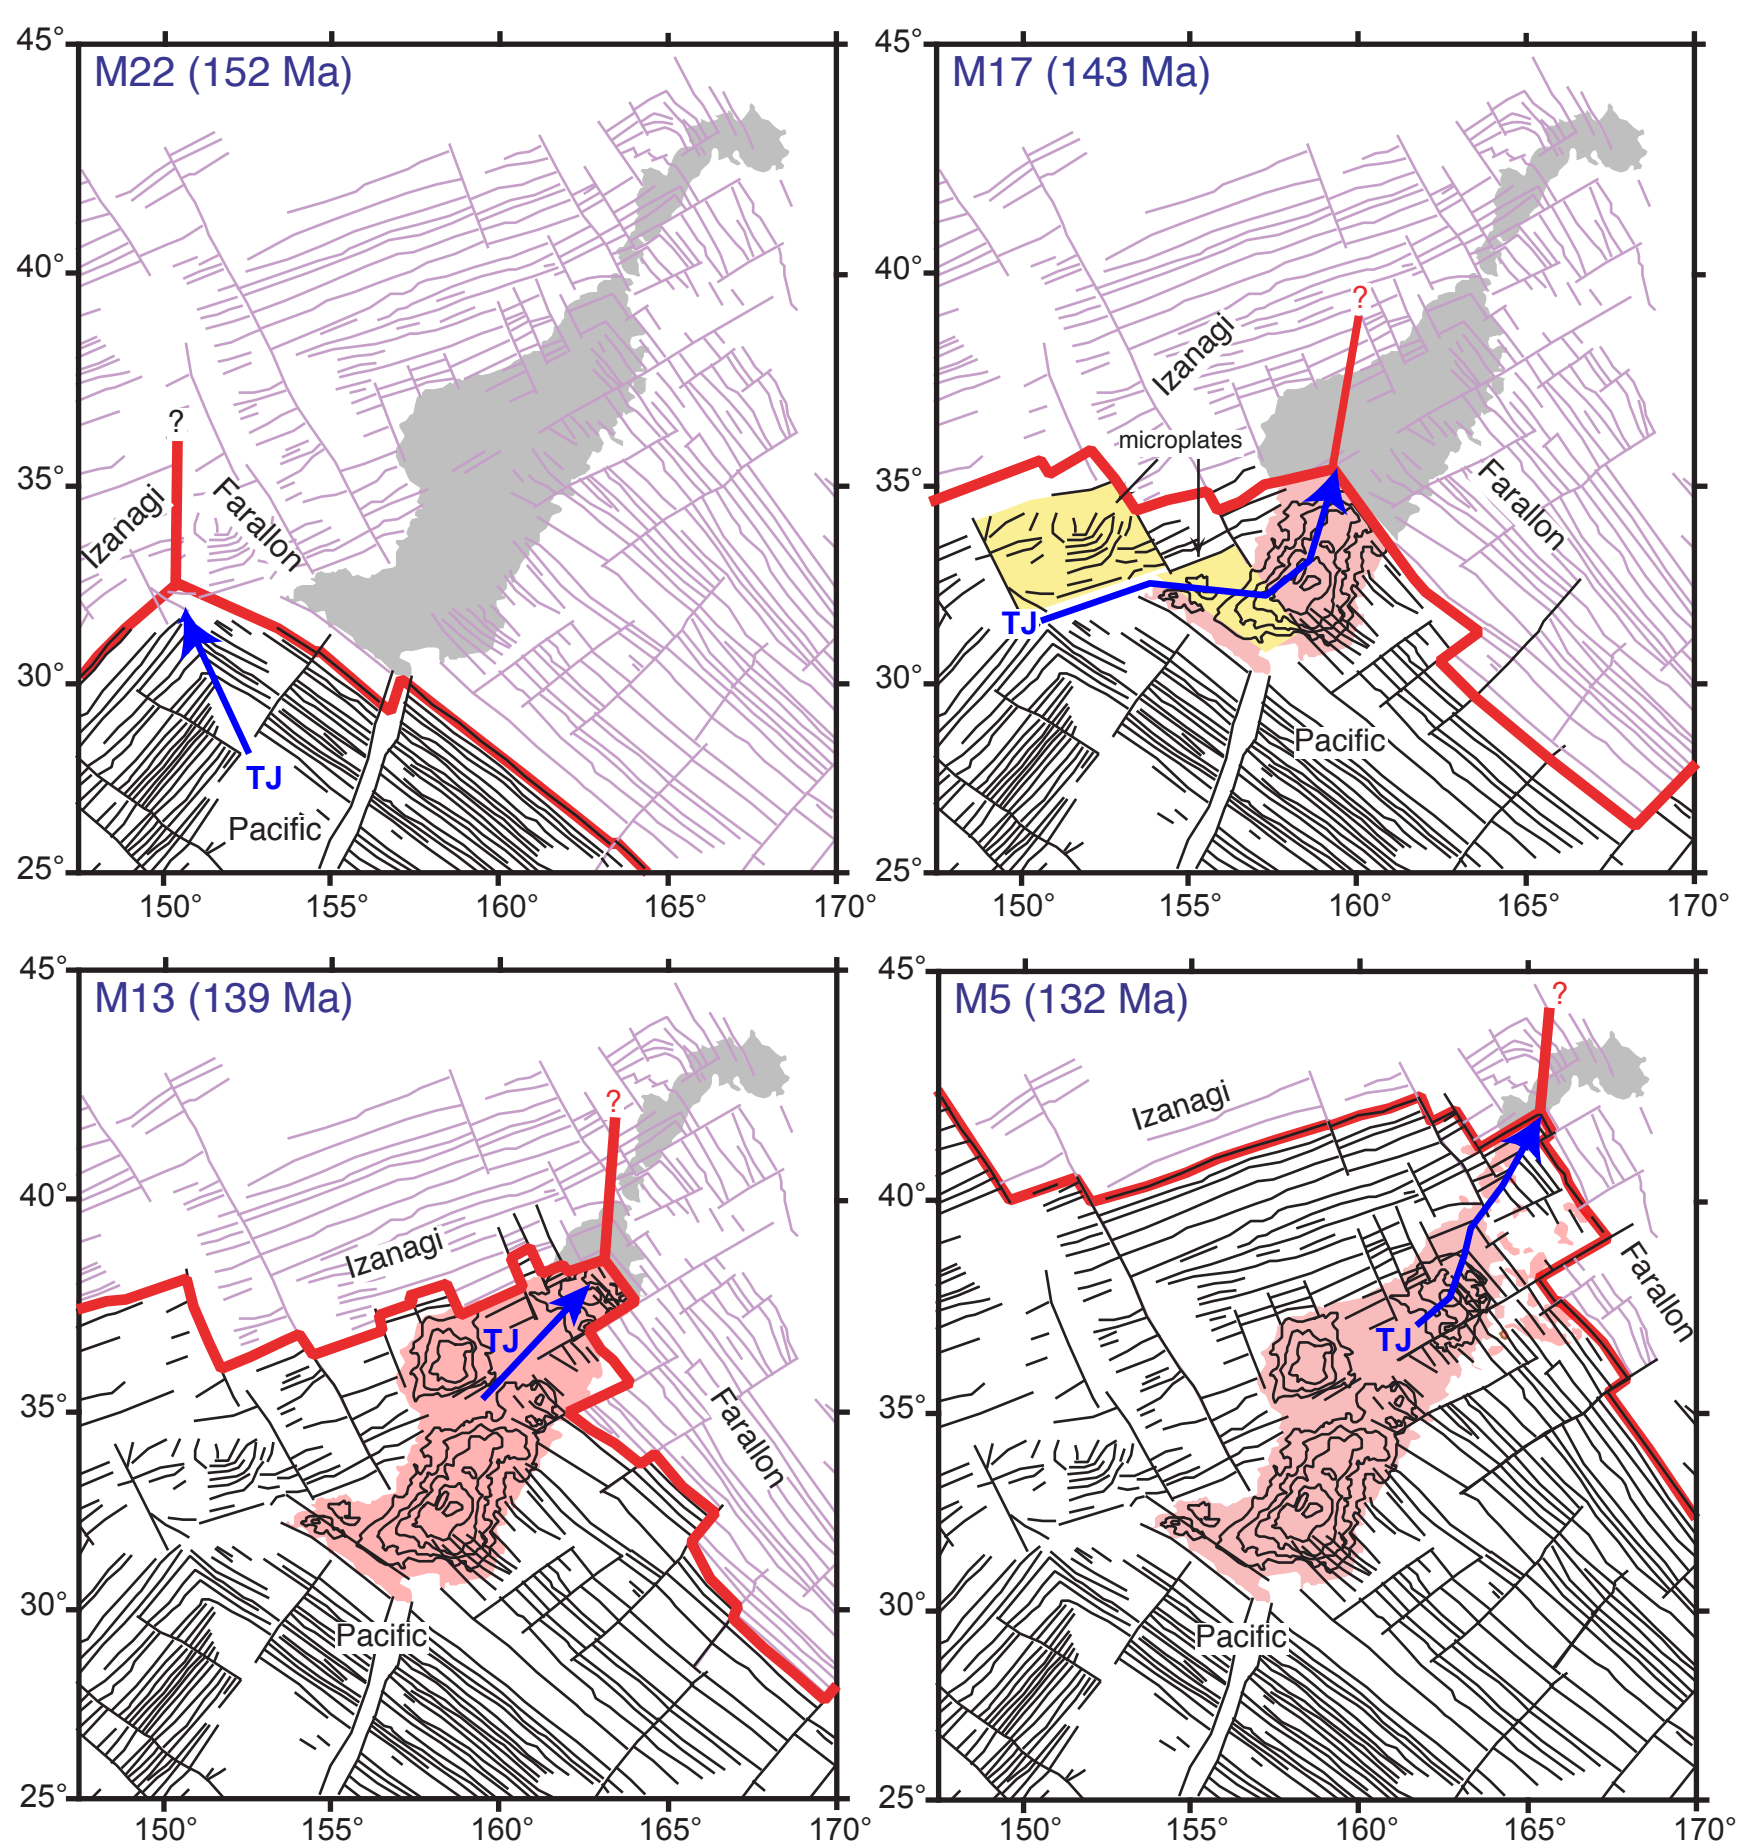 45°
M22 (152 Ma)
40°
?
35°
Izanagi
Farallon
30°
TJ
Pacific
25°
150°
155°
160°
165°
170°
45°
M17 (143 Ma)
40°
?
Izanagi
microplates
35°
Farallon
TJ
30°
Pacific
25°
150°
155°
160°
165°
170°
45°
M13 (139 Ma)
?
40°
Izanagi
TJ
35°
Farallon
30°
Pacific
25°
150°
155°
160°
165°
170°
45°
M5 (132 Ma)
?
Izanagi
40°
Farallon
TJ
35°
30°
Pacific
25°
150°
155°
160°
165°
170°